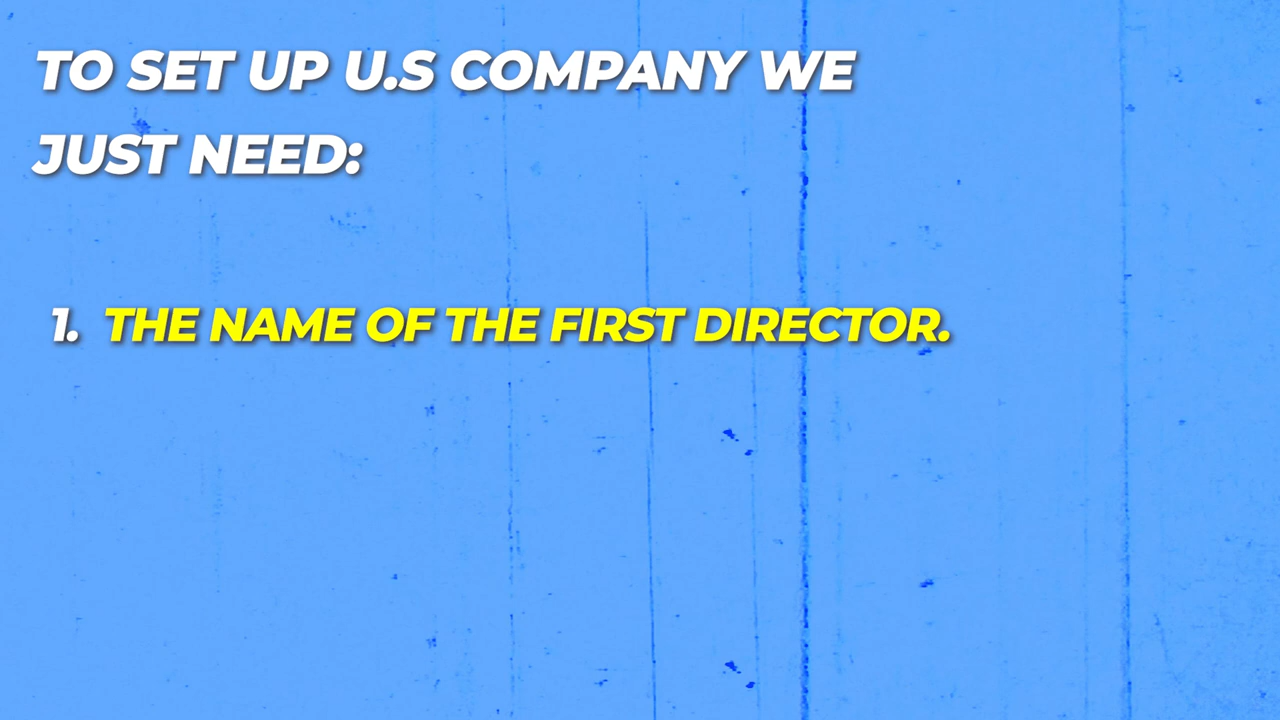 TO SET UP U.S COMPANY WE
JUST NEED:
1. THE NAME OF THE FIRST DIRECTOR.